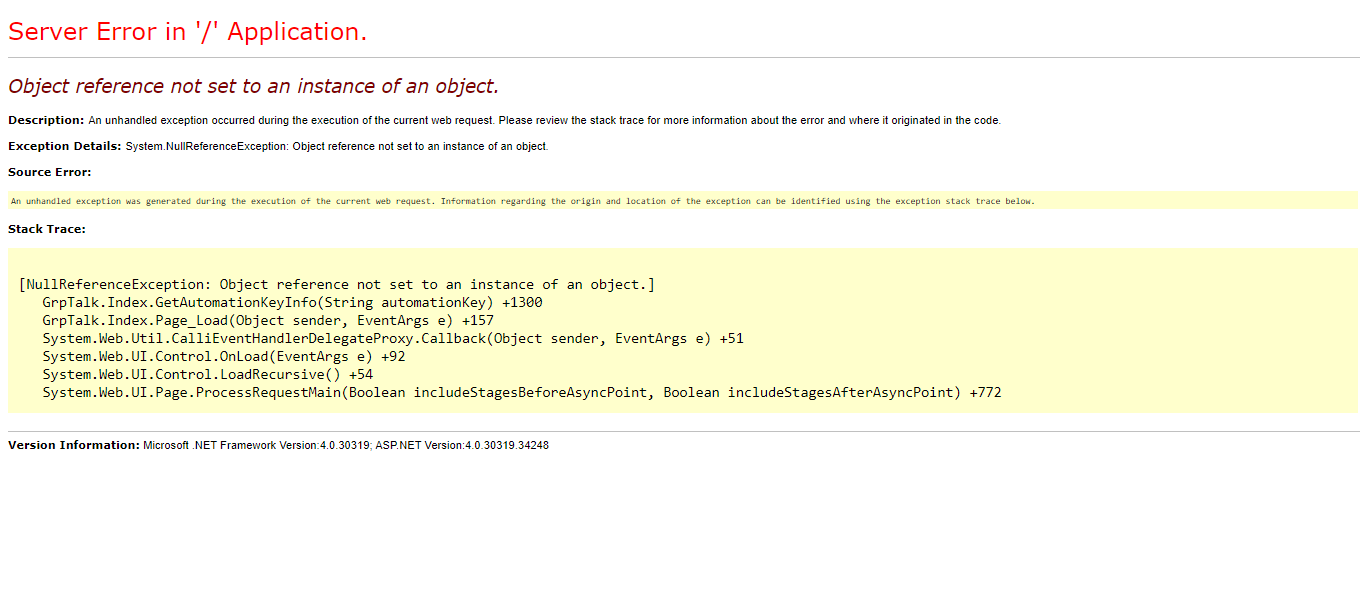 Server Error in '/' Application.
Object reference not set to an instance of an object.
Description: An unhandled exception occurred during the execution of the current web request. Please review the stack trace for more information about the error and where it originated in the code.
Exception Details: System.NullReferenceException: Object reference not set to an instance of an object.
Source Error:
An unhandled exception was generated during the execution of the current web request. Information regarding the origin and location of the exception can be identified using the exception stack trace below.
Stack Trace:
[NullReferenceException: Object reference not set to an instance of an object.]
GrpTalk.Index.GetAutomationKeyInfo(String automationKey) +1300
GrpTalk.Index.Page_Load(Object sender, EventArgs e) +157
System.Web.Util.CalliEventHandlerDelegateProxy.Callback(Object sender, EventArgs e) +51
System.Web.UI.Control.OnLoad(EventArgs e) +92
System.Web.UI.Control.LoadRecursive() +54
System.Web.UI.Page.ProcessRequestMain(Boolean includeStagesBeforeAsyncPoint, Boolean includeStagesAfterAsyncPoint) +772
Version Information: Microsoft .NET Framework Version:4.0.30319; ASP.NET Version:4.0.30319.34248